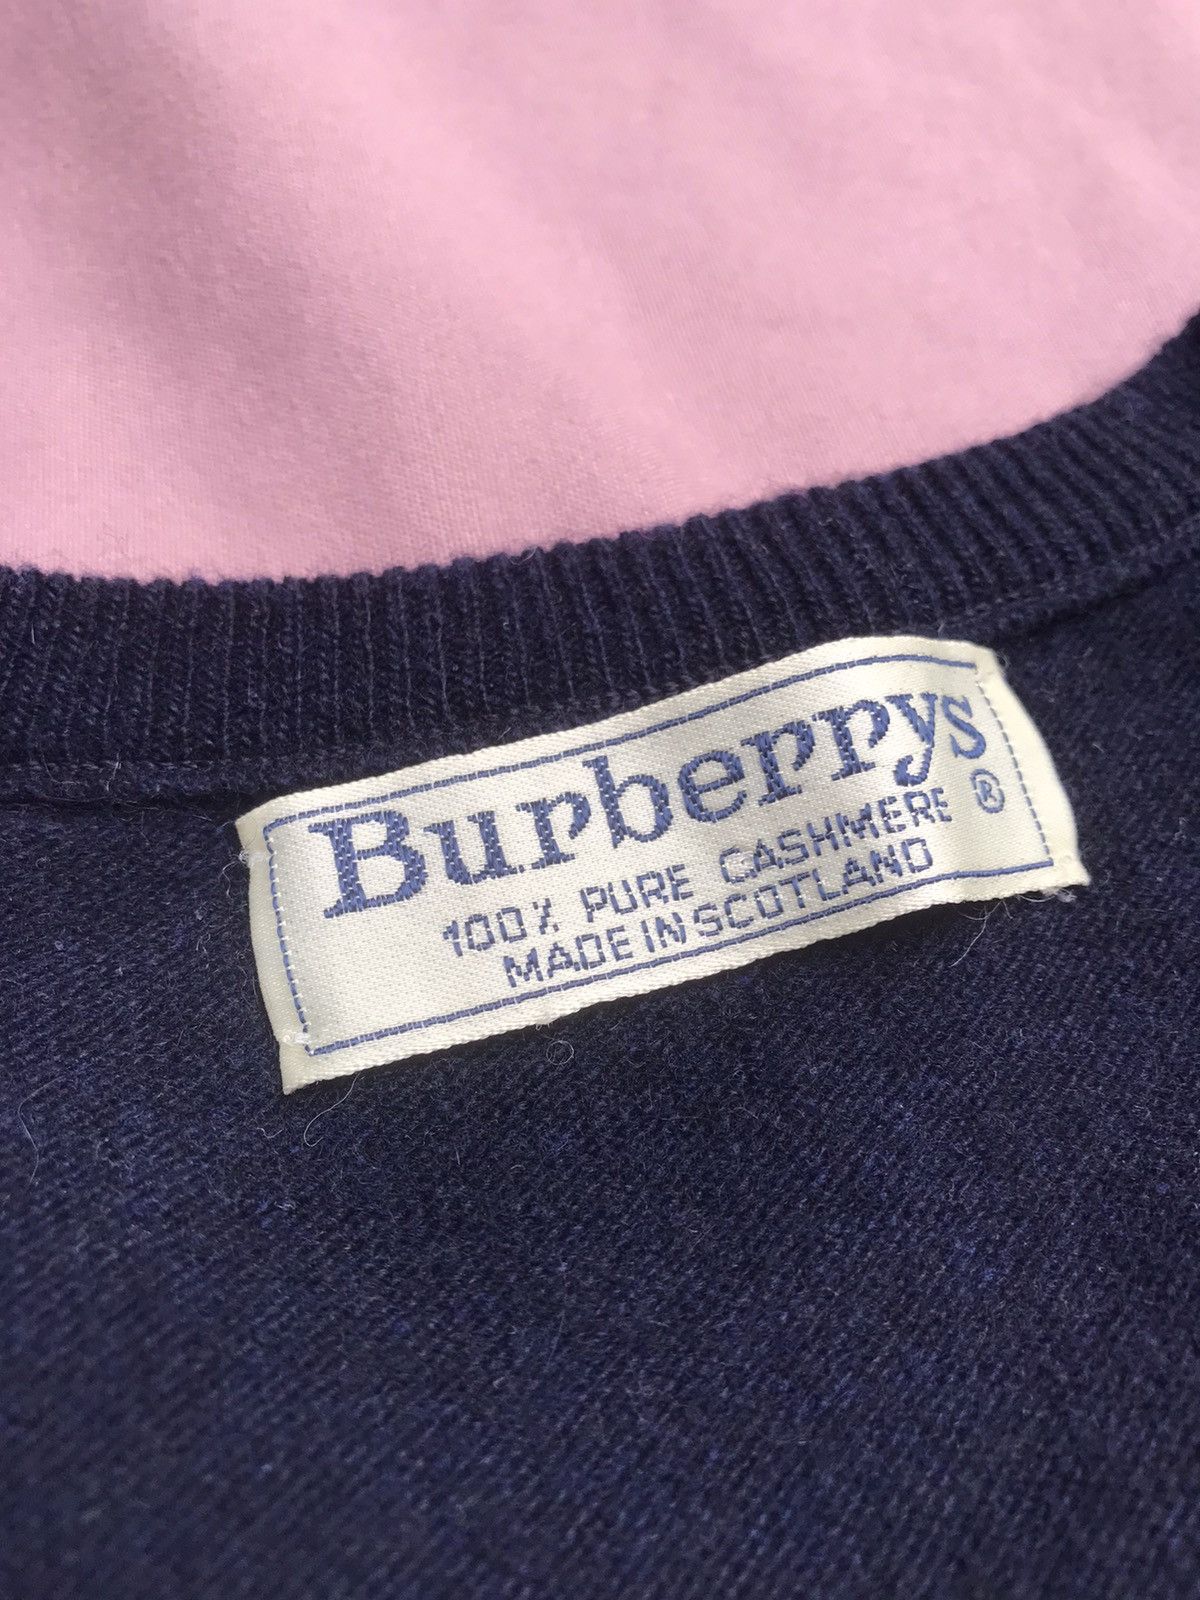 Burberrys
100% PURE CASHMERE ®
MADE IN SCOTLAND